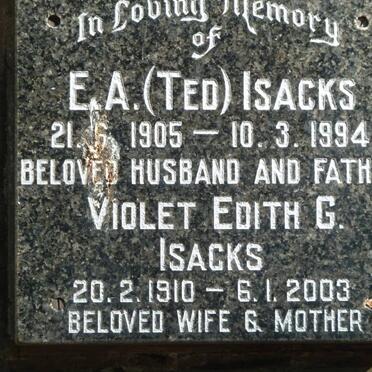 In Loving Memory
of
E.A. (TED) ISACKS
21. 1905 – 10. 3. 1994
BELOVED HUSBAND AND FATH
VIOLET EDITH G.
ISACKS
20. 2. 1910 – 6. 1. 2003
BELOVED WIFE & MOTHER